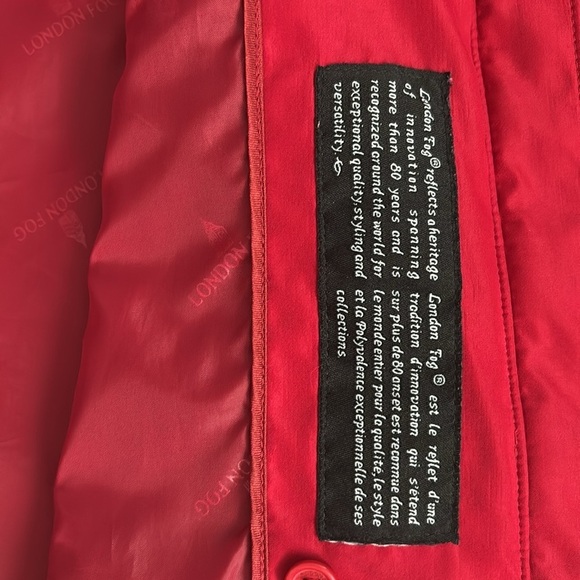 London Fog® reflects a heritage
of innovation spanning
more than 80 years and is
recognized around the world for
exceptional quality, styling and
versatility.
London Fog ® est le reflet d'une
tradition d'innovation qui s'étend
sur plus de 80 ans et est reconnue dans
le monde entier pour la qualité, le style
et la Polyvalence exceptionnelle de ses
collections.
LONDON FOG
LONDON FOG
LONDON
LONDON FOG